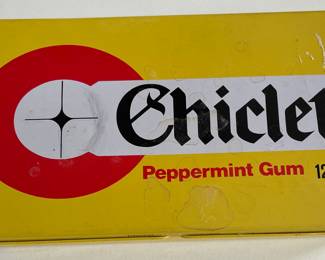 Chiclet
Peppermint Gum 12